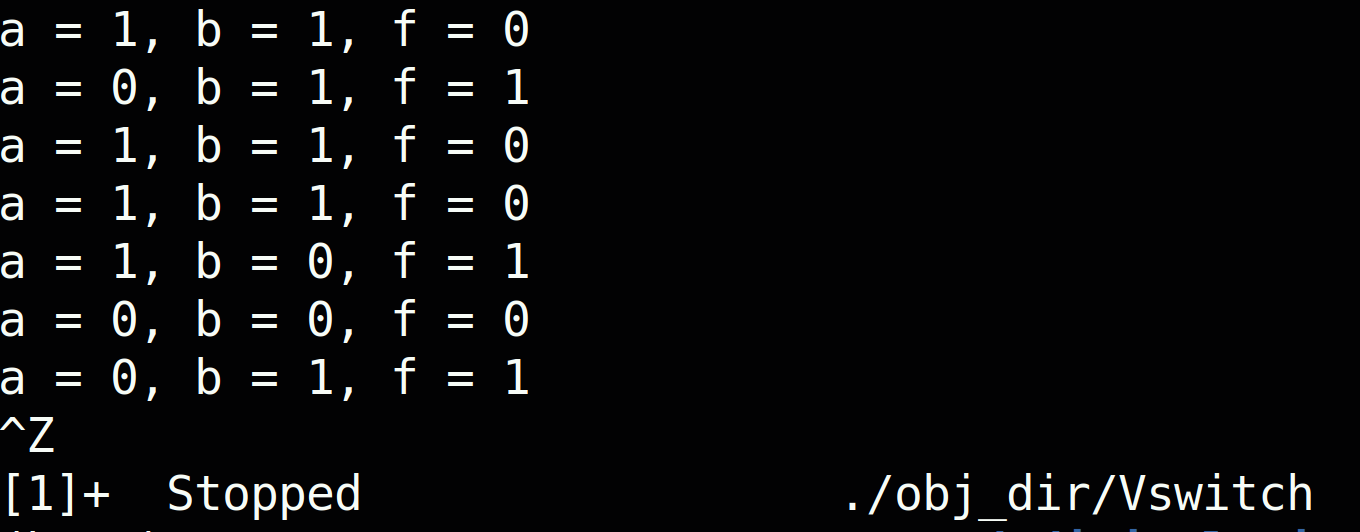 a = 1, b = 1, f = 0
a = 0, b = 1, f = 1
a = 1, b = 1, f = 0
a = 1, b = 1, f = 0
a = 1, b = 0, f = 1
a = 0, b = 0, f = 0
a = 0, b = 1, f = 1
^Z
[1]+  Stopped                 ./obj_dir/Vswitch